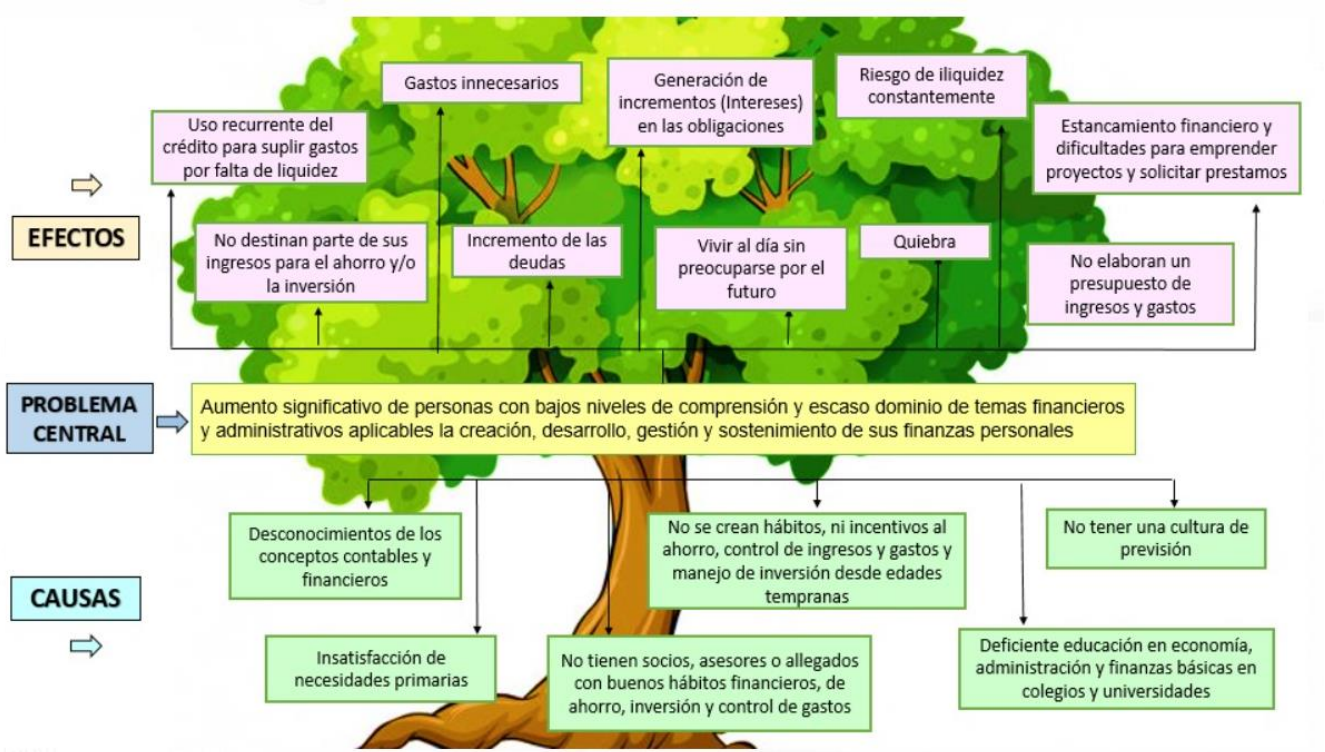 Gastos innecesarios
Generación de
incrementos (Intereses)
en las obligaciones
Riesgo de iliquidez
constantemente
Uso recurrente del
crédito para suplir gastos
por falta de liquidez
Estancamiento financiero y
dificultades para emprender
proyectos y solicitar prestamos
EFECTOS
No destinan parte de sus
ingresos para el ahorro y/o
la inversión
Incremento de las
deudas
Vivir al día sin
preocuparse por el
futuro
Quiebra
No elaboran un
presupuesto de
ingresos y gastos
PROBLEMA
CENTRAL
Aumento significativo de personas con bajos niveles de comprensión y escaso dominio de temas financieros
y administrativos aplicables la creación, desarrollo, gestión y sostenimiento de sus finanzas personales
Desconocimientos de los
conceptos contables y
financieros
No se crean hábitos, ni incentivos al
ahorro, control de ingresos y gastos y
manejo de inversión desde edades
tempranas
No tener una cultura de
previsión
CAUSAS
Insatisfacción de
necesidades primarias
No tienen socios, asesores o allegados
con buenos hábitos financieros, de
ahorro, inversión y control de gastos
Deficiente educación en economía,
administración y finanzas básicas en
colegios y universidades